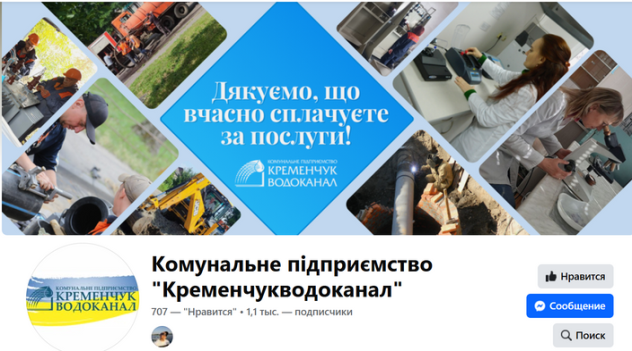 Дякуємо, що
вчасно сплачуєте
за послуги!
КОМУНАЛЬНЕ ПІДПРИЄМСТВО
КРЕМЕНЧУК
ВОДОКАНАЛ
КОМУНАЛЬНЕ ПІДПРИЄМСТВО
КРЕМЕНЧУК
ВОДОКАНАЛ
Комунальне підприємство
"Кременчукводоканал"
707 — "Нравится" • 1,1 тыс. — подписчики
Нравится
Сообщение
Поиск